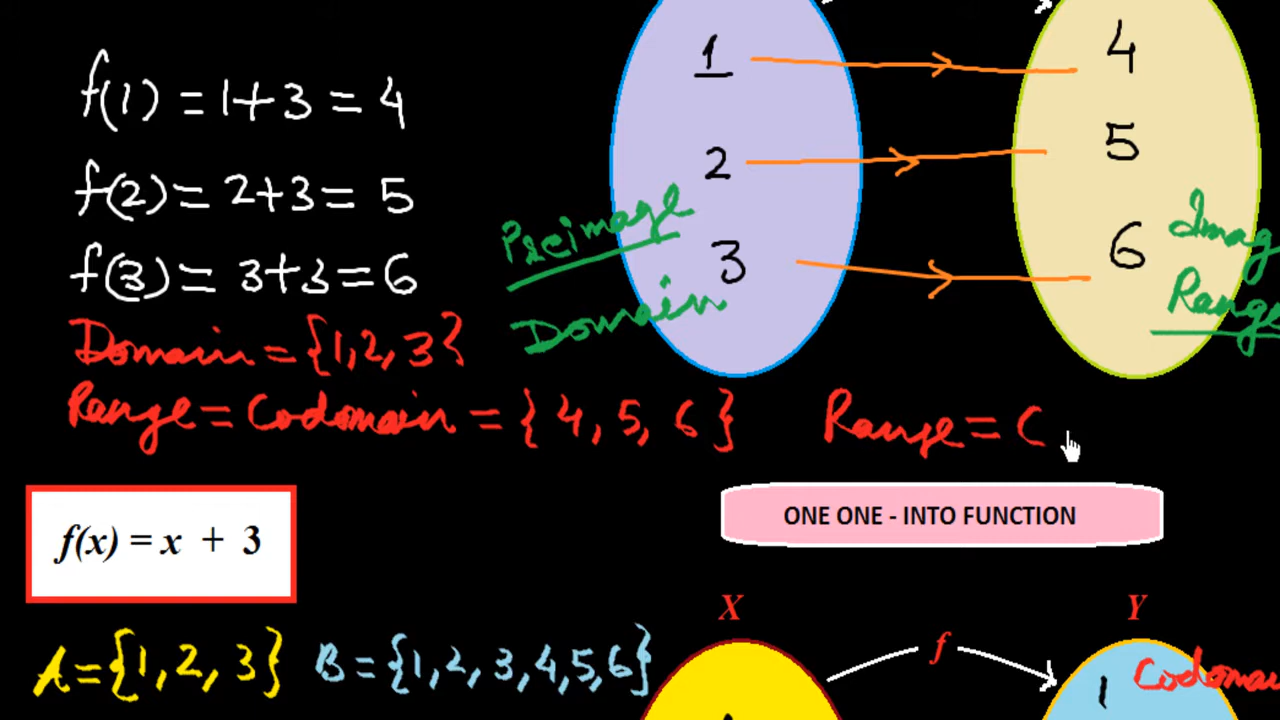 f(1) = 1+3 = 4
f(2) = 2+3 = 5
f(3) = 3+3 = 6
1
2
3
4
5
6
Preimage
Domain
Imag
Range
Domain = {1,2,3}
Range = Codomain = {4,5,6}
Range = C
ONE ONE - INTO FUNCTION
f(x) = x + 3
A = {1,2,3} B = {1,2,3,4,5,6}
X
f
Y
1
Codomai